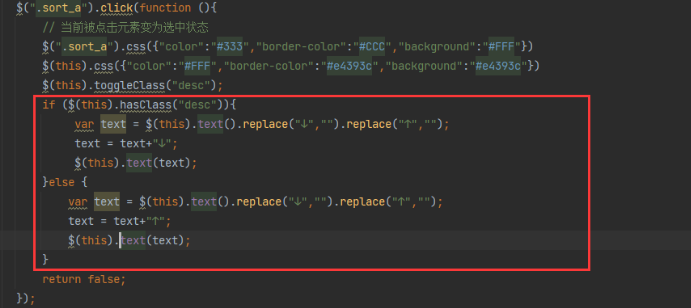 $(".sort_a").click(function (){
// 当前被点击元素变为选中状态
$(".sort_a").css({"color":"#333","border-color":"#CCC","background":"#FFF"})
$(this).css({"color":"#FFF","border-color":"#e4393c","background":"#e4393c"})
$(this).toggleClass("desc");
if ($(this).hasClass("desc")){
var text = $(this).text().replace("↓","").replace("↑","");
text = text+"↓";
$(this).text(text);
}else {
var text = $(this).text().replace("↓","").replace("↑","");
text = text+"↑";
$(this).text(text);
}
return false;
});